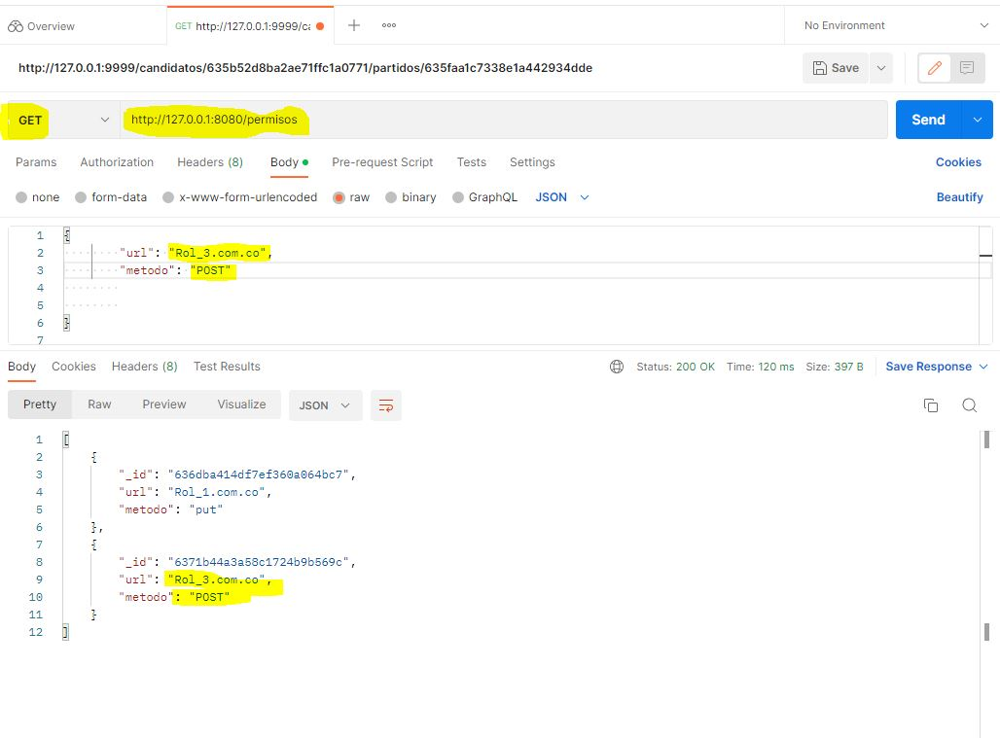 Overview
GET http://127.0.0.1:9999/ca
No Environment
http://127.0.0.1:9999/candidatos/635b52d8ba2ae71ffc1a0771/partidos/635faa1c7338e1a442934dde
Save
GET
http://127.0.0.1:8080/permisos
Send
Params Authorization Headers (8) Body Pre-request Script Tests Settings Cookies
none form-data x-www-form-urlencoded raw binary GraphQL JSON Beautify
1 {
2 "url": "Rol_3.com.co",
3 "metodo": "POST"
4
5
6 }
7
Body Cookies Headers (8) Test Results Status: 200 OK Time: 120 ms Size: 397 B Save Response
Pretty Raw Preview Visualize JSON
1 [
2 {
3 "_id": "636dba414df7ef360a064bc7",
4 "url": "Rol_1.com.co",
5 "metodo": "put"
6 },
7 {
8 "_id": "6371b44a3a58c1724b9b569c",
9 "url": "Rol_3.com.co",
10 "metodo": "POST"
11 }
12 ]